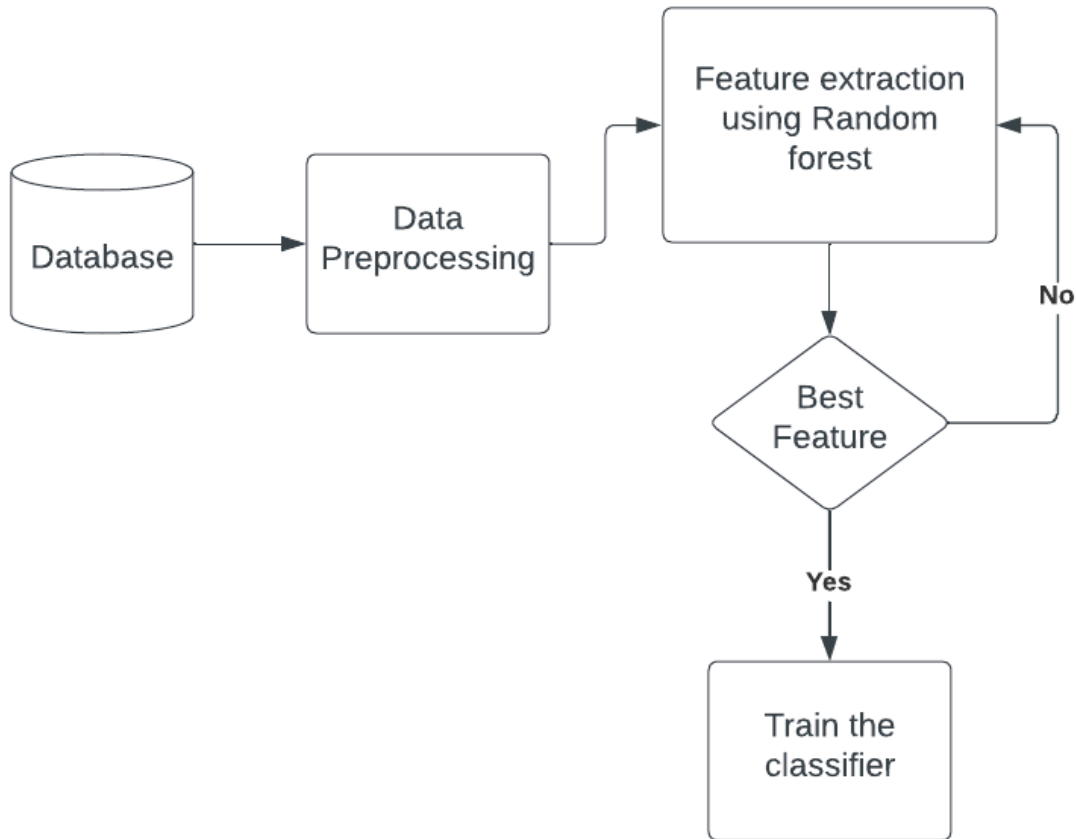 Database
Data
Preprocessing
Feature extraction
using Random
forest
Best
Feature
No
Yes
Train the
classifier